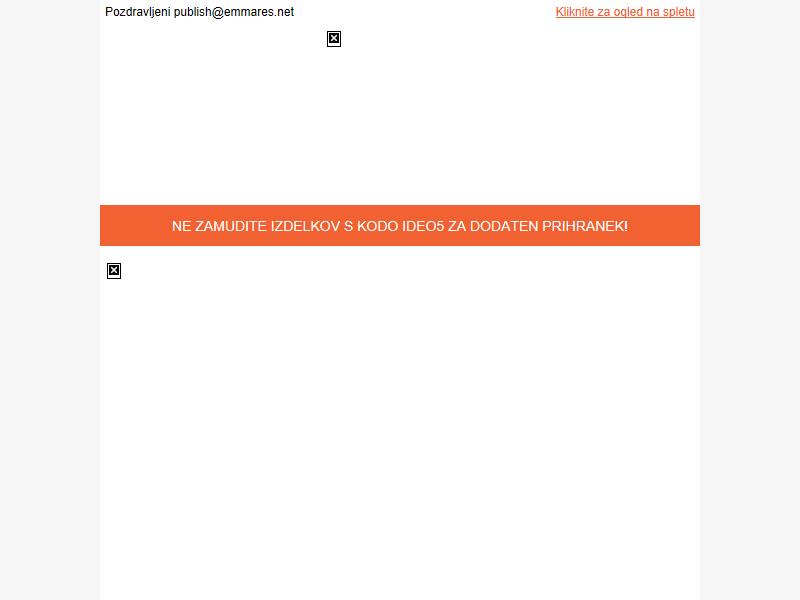 Pozdravljeni publish@emmares.net
Kliknite za ogled na spletu
NE ZAMUDITE IZDELKOV S KODO IDEO5 ZA DODATEN PRIHRANEK!